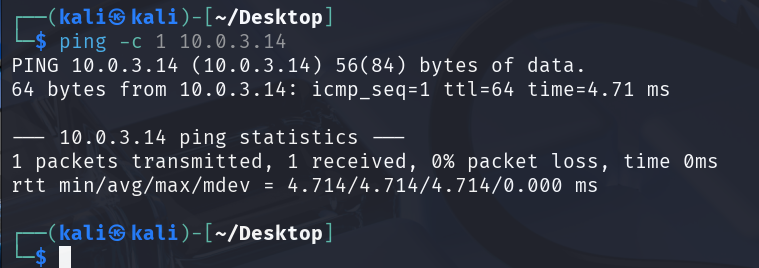 ┌──(kali㉿kali)-[~/Desktop]
└─$ ping -c 1 10.0.3.14
PING 10.0.3.14 (10.0.3.14) 56(84) bytes of data.
64 bytes from 10.0.3.14: icmp_seq=1 ttl=64 time=4.71 ms
--- 10.0.3.14 ping statistics ---
1 packets transmitted, 1 received, 0% packet loss, time 0ms
rtt min/avg/max/mdev = 4.714/4.714/4.714/0.000 ms
┌──(kali㉿kali)-[~/Desktop]
└─$